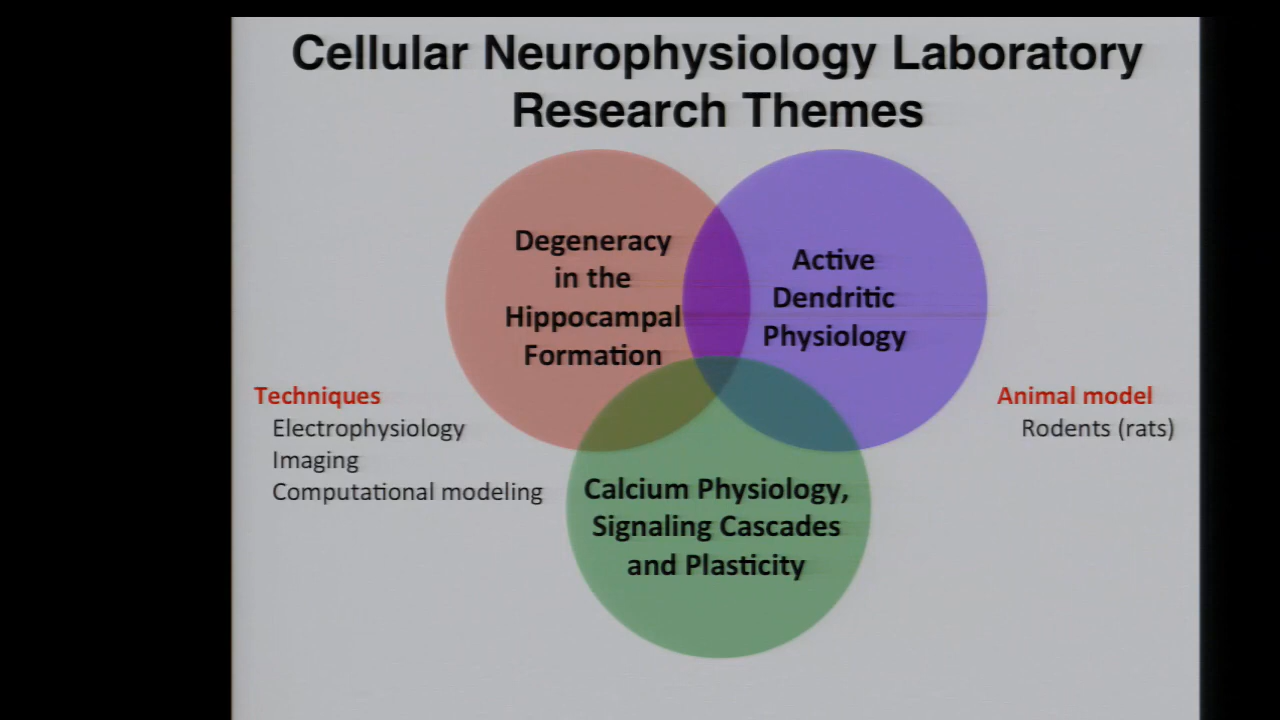 Cellular Neurophysiology Laboratory
Research Themes
Degeneracy
in the
Hippocampal
Formation
Active
Dendritic
Physiology
Techniques
Electrophysiology
Imaging
Computational modeling
Animal model
Rodents (rats)
Calcium Physiology,
Signaling Cascades
and Plasticity